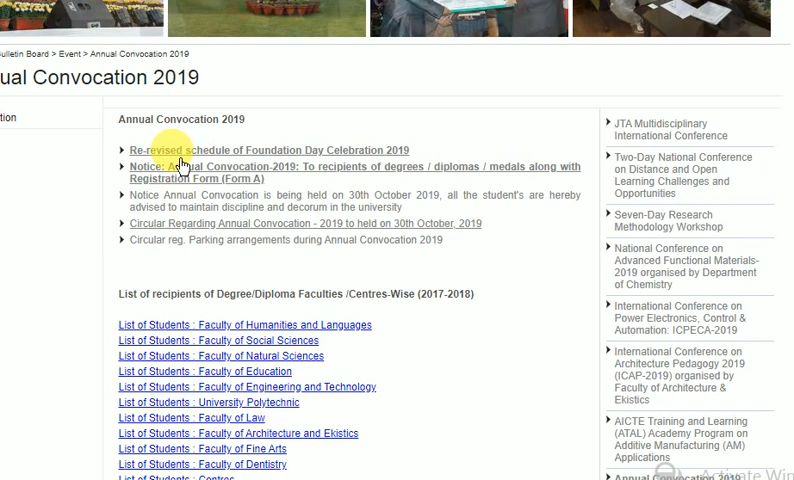 ulletin Board > Event > Annual Convocation 2019
ual Convocation 2019
tion
Annual Convocation 2019
Re-revised schedule of Foundation Day Celebration 2019
Notice: Annual Convocation-2019: To recipients of degrees / diplomas / medals along with
Registration Form (Form A)
Notice Annual Convocation is being held on 30th October 2019, all the student's are hereby
advised to maintain discipline and decorum in the university
Circular Regarding Annual Convocation - 2019 to held on 30th October, 2019
Circular reg. Parking arrangements during Annual Convocation 2019
List of recipients of Degree/Diploma Faculties /Centres-Wise (2017-2018)
List of Students : Faculty of Humanities and Languages
List of Students : Faculty of Social Sciences
List of Students : Faculty of Natural Sciences
List of Students : Faculty of Education
List of Students : Faculty of Engineering and Technology
List of Students : University Polytechnic
List of Students : Faculty of Law
List of Students : Faculty of Architecture and Ekistics
List of Students : Faculty of Fine Arts
List of Students : Faculty of Dentistry
List of Students : Centres
JTA Multidisciplinary
International Conference
Two-Day National Conference
on Distance and Open
Learning Challenges and
Opportunities
Seven-Day Research
Methodology Workshop
National Conference on
Advanced Functional Materials-
2019 organised by Department
of Chemistry
International Conference on
Power Electronics, Control &
Automation: ICPECA-2019
International Conference on
Architecture Pedagogy 2019
(ICAP-2019) organised by
Faculty of Architecture &
Ekistics
AICTE Training and Learning
(ATAL) Academy Program on
Additive Manufacturing (AM)
Applications
Annual Convocation 2019
Activate Win